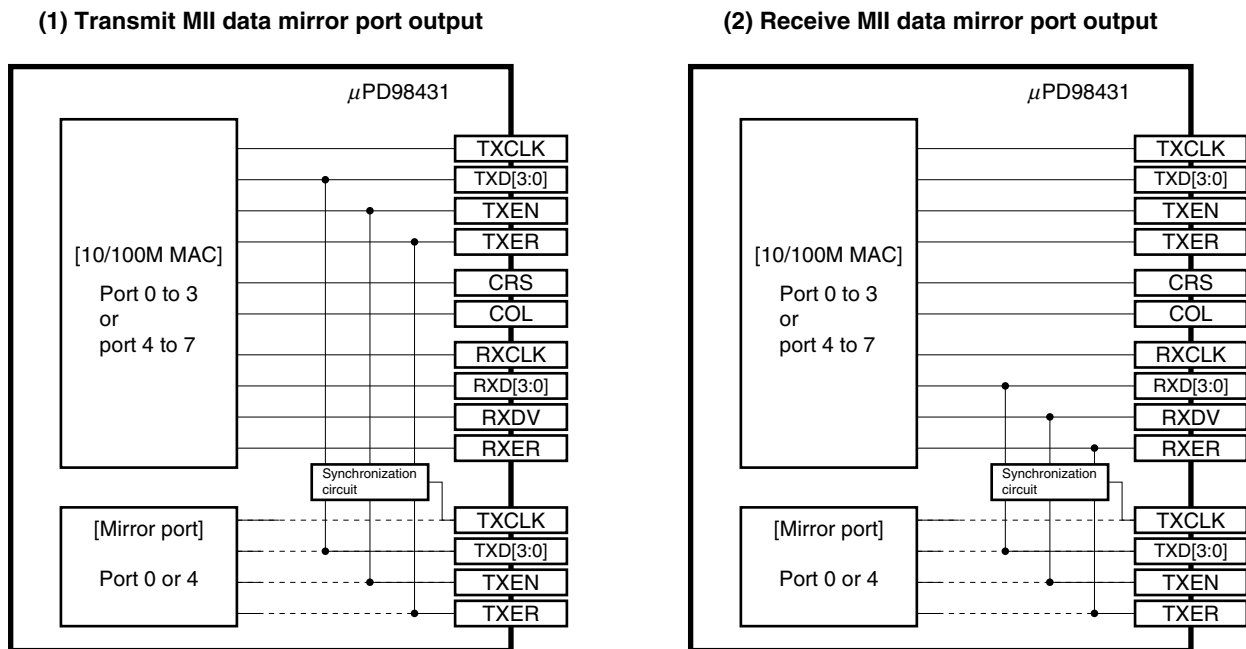 (1) Transmit MII data mirror port output
μPD98431
[10/100M MAC]
Port 0 to 3
or
port 4 to 7
TXCLK
TXD[3:0]
TXEN
TXER
CRS
COL
RXCLK
RXD[3:0]
RXDV
RXER
Synchronization
circuit
[Mirror port]
Port 0 or 4
TXCLK
TXD[3:0]
TXEN
TXER
(2) Receive MII data mirror port output
μPD98431
[10/100M MAC]
Port 0 to 3
or
port 4 to 7
TXCLK
TXD[3:0]
TXEN
TXER
CRS
COL
RXCLK
RXD[3:0]
RXDV
RXER
Synchronization
circuit
[Mirror port]
Port 0 or 4
TXCLK
TXD[3:0]
TXEN
TXER